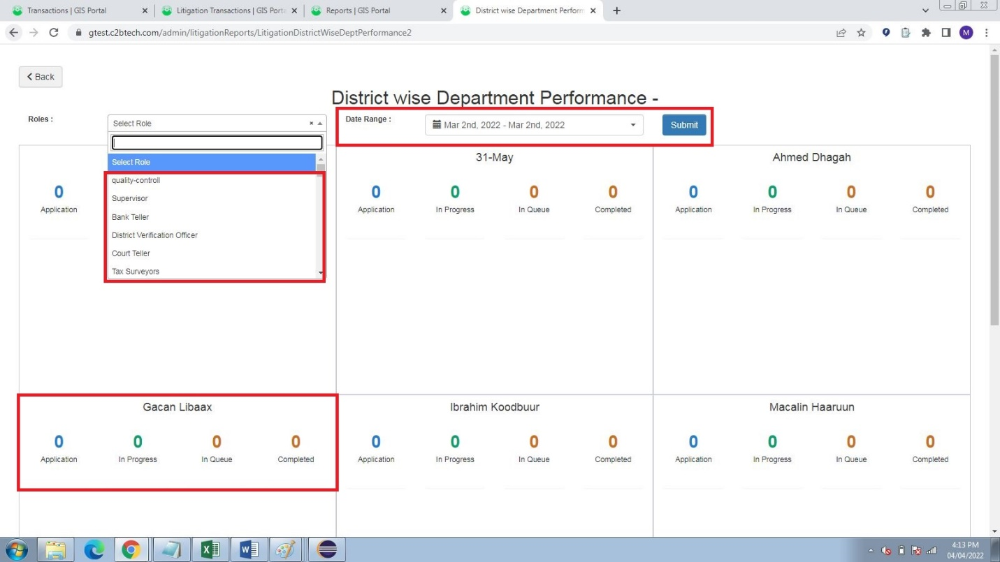 Transactions | GIS Portal
Litigation Transactions | GIS Porta
Reports | GIS Portal
District wise Department Perform
gtest.c2btech.com/admin/litigationReports/LitigationDistrictWiseDeptPerformance2
M
Back
District wise Department Performance -
Roles :
Select Role
Date Range :
Mar 2nd, 2022 - Mar 2nd, 2022
Submit
Select Role
quality-controll
Supervisor
Bank Teller
District Verification Officer
Court Teller
Tax Surveyors
0
Application
31-May
0 0 0 0
Application In Progress In Queue Completed
Ahmed Dhagah
0 0 0 0
Application In Progress In Queue Completed
Gacan Libaax
0 0 0 0
Application In Progress In Queue Completed
Ibrahim Koodbuur
0 0 0 0
Application In Progress In Queue Completed
Macalin Haaruun
0 0 0 0
Application In Progress In Queue Completed
4:13 PM
04/04/2022